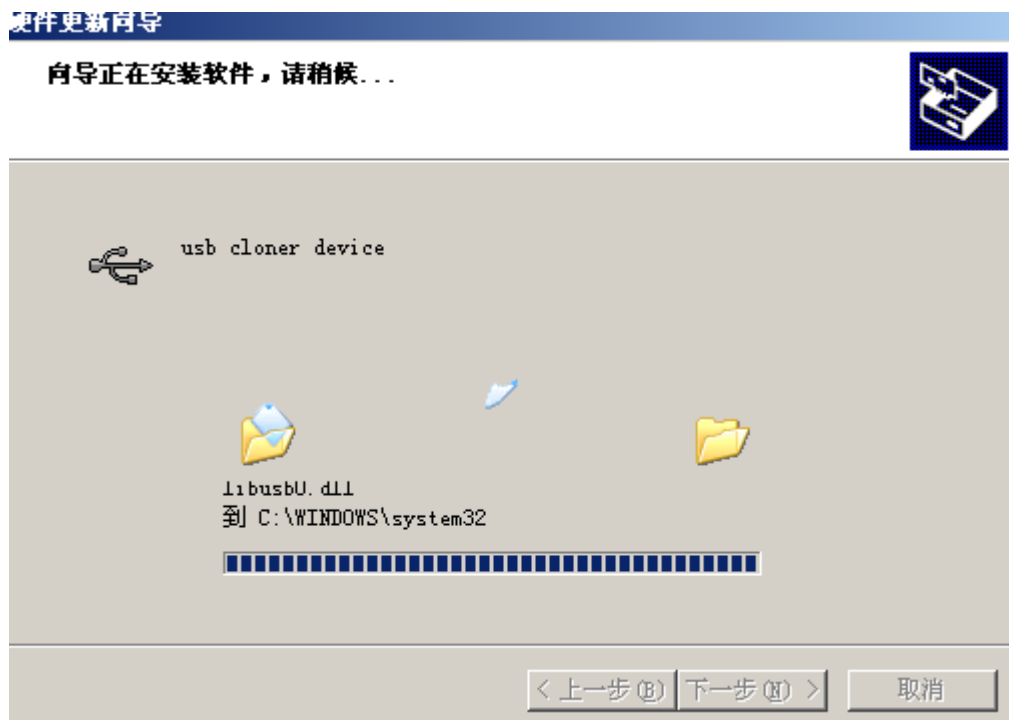 硬件更新向导
向导正在安装软件，请稍候...
usb cloner device
libusb0.dll
到 C:\WINDOWS\system32
< 上一步(B)
下一步(N) >
取消